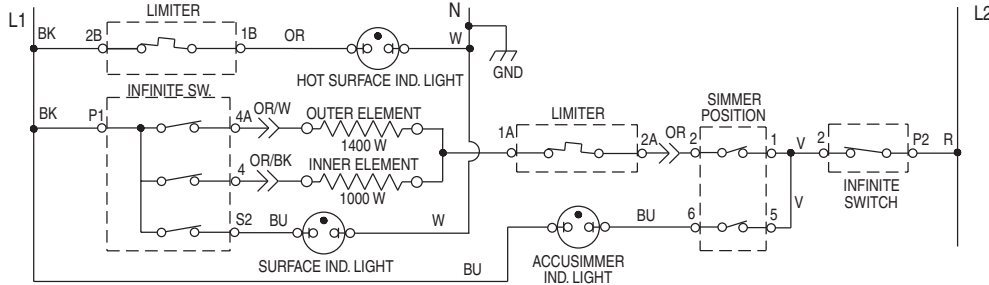 L1
LIMITER
N
L2
BK
2B
1B
OR
W
GND
HOT SURFACE IND. LIGHT
INFINITE SW.
BK
P1
4A
OR/W
OUTER ELEMENT
1400 W
LIMITER
SIMMER
POSITION
1A
2A
OR
2
1
V
2
P2
R
4
OR/BK
INNER ELEMENT
1000 W
INFINITE
SWITCH
V
S2
BU
W
BU
6
5
SURFACE IND. LIGHT
BU
ACCUSIMMER
IND. LIGHT